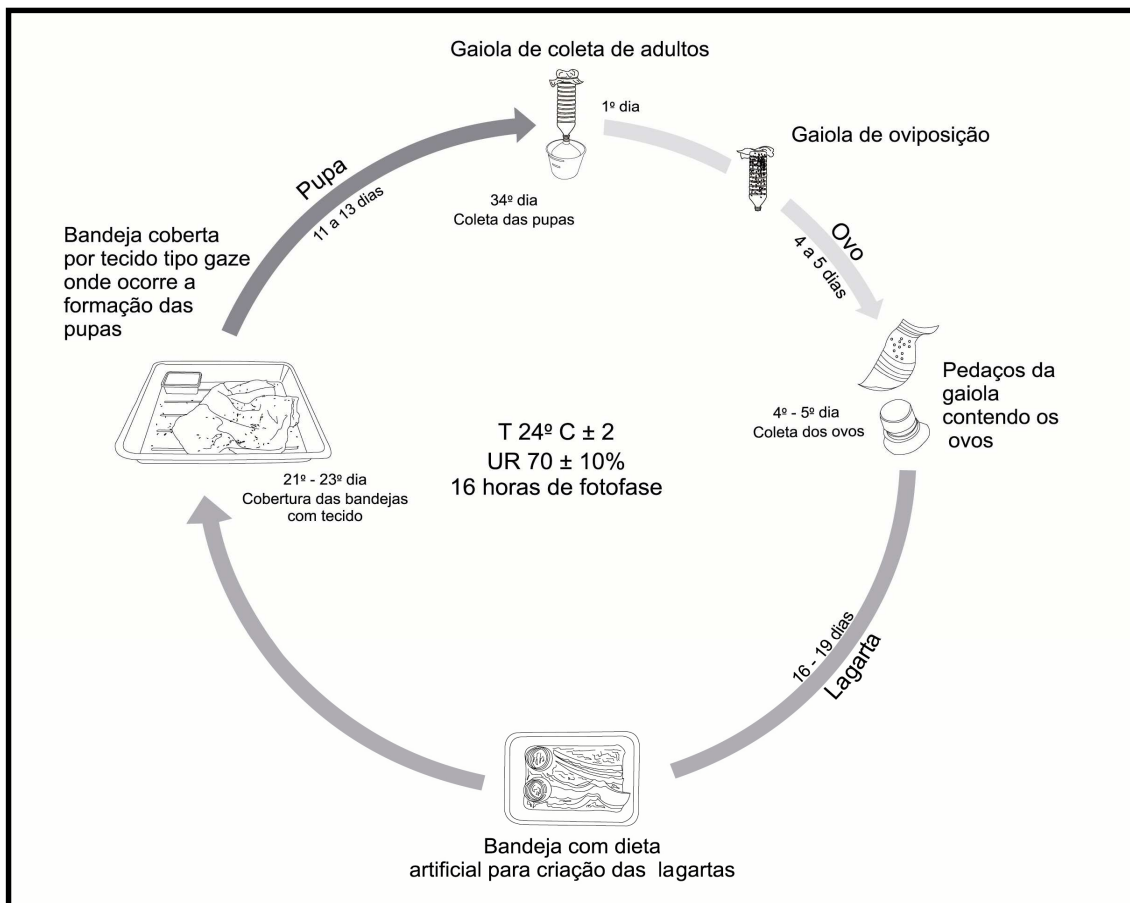 Gaiola de coleta de adultos
1º dia
Gaiola de oviposição
34º dia
Coleta das pupas
Ovo
4 a 5 dias
Pedaços da
gaiola
contendo os
ovos
4º - 5º dia
Coleta dos ovos
16 - 19 dias
Lagarta
Bandeja com dieta
artificial para criação das lagartas
21º - 23º dia
Cobertura das bandejas
com tecido
Bandeja coberta
por tecido tipo gaze
onde ocorre a
formação das
pupas
Pupa
11 a 13 dias
T 24º C ± 2
UR 70 ± 10%
16 horas de fotofase